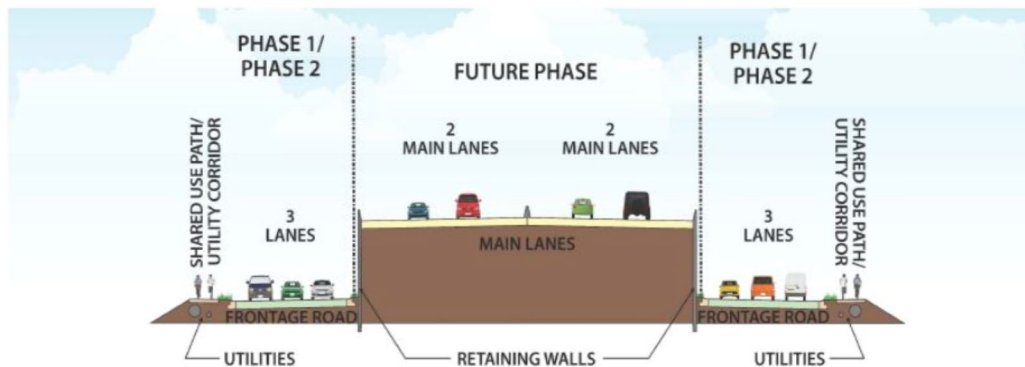 PHASE 1/
PHASE 2
FUTURE PHASE
PHASE 1/
PHASE 2
SHARED USE PATH/
UTILITY CORRIDOR
3
LANES
2
MAIN LANES
2
MAIN LANES
3
LANES
SHARED USE PATH/
UTILITY CORRIDOR
MAIN LANES
FRONTAGE ROAD
FRONTAGE ROAD
UTILITIES
RETAINING WALLS
UTILITIES